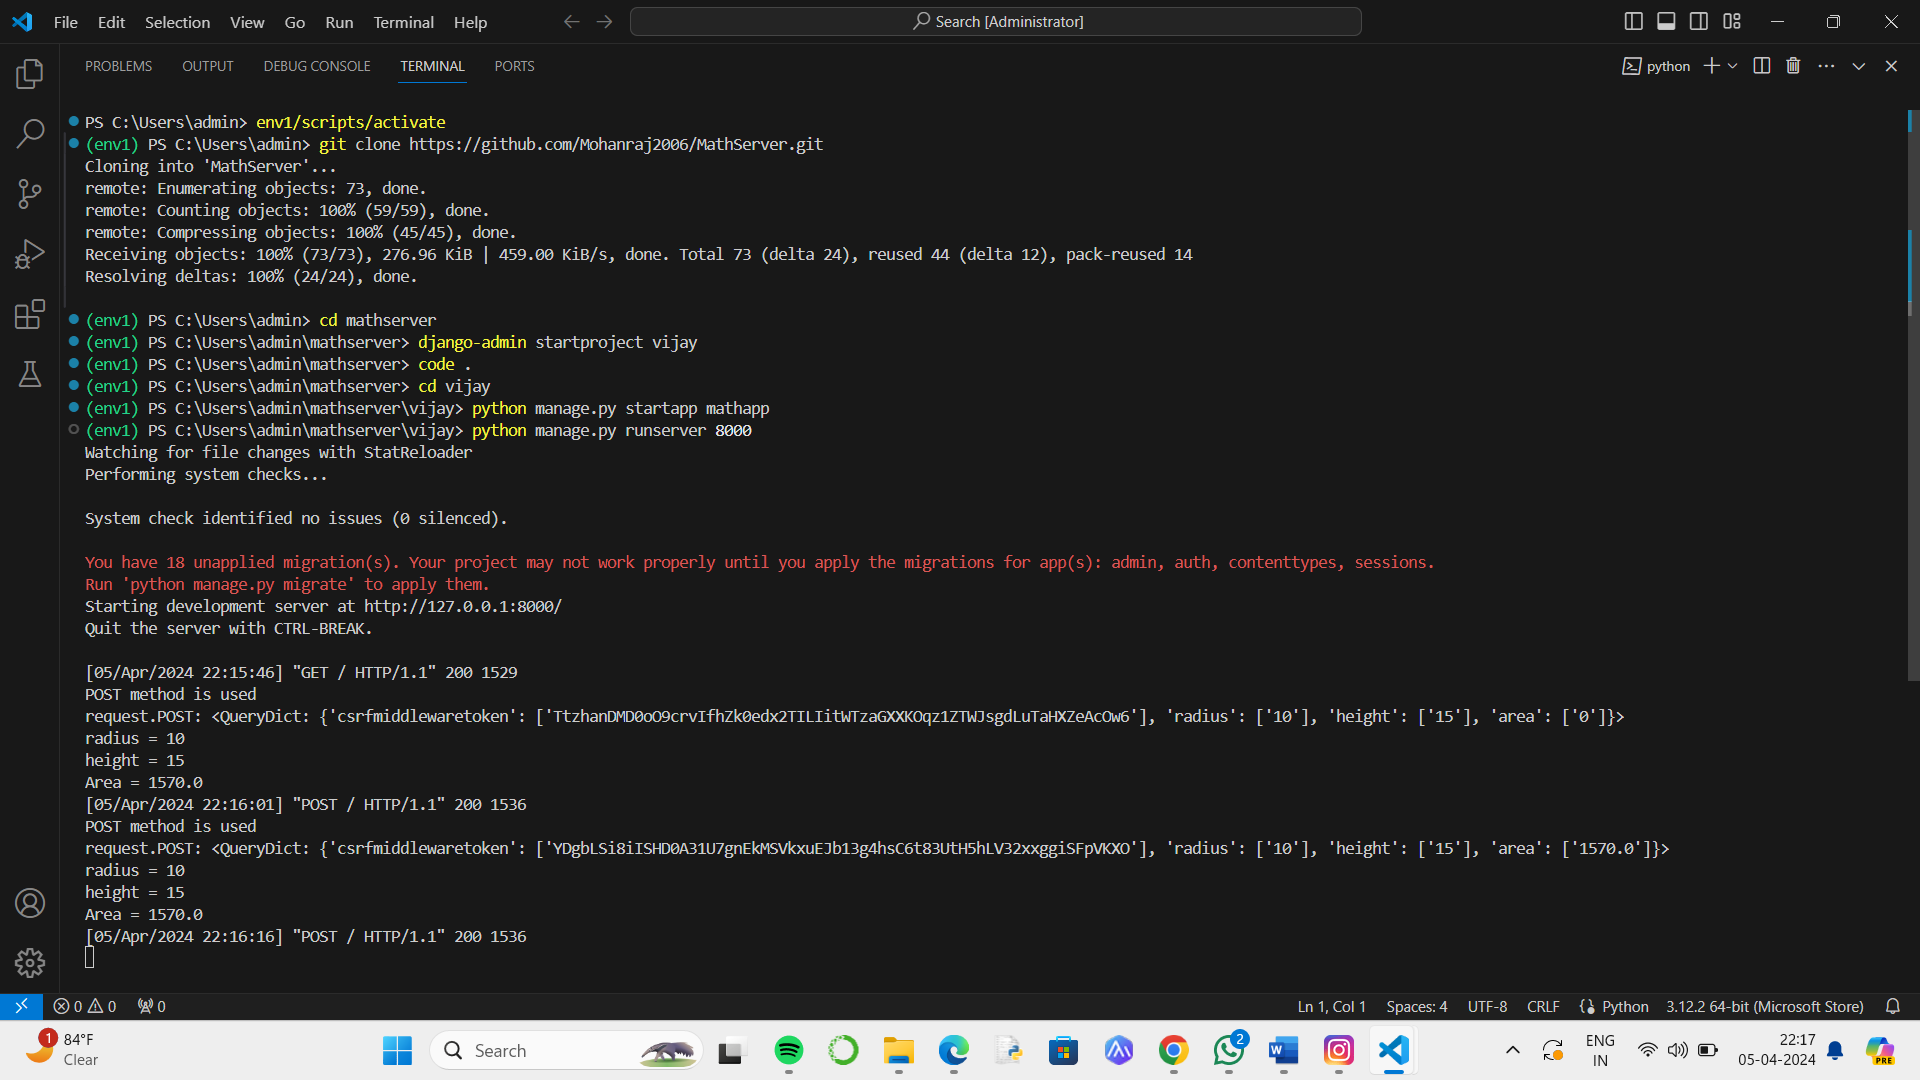 File Edit Selection View Go Run Terminal Help
Search [Administrator]
PROBLEMS OUTPUT DEBUG CONSOLE TERMINAL PORTS
python
PS C:\Users\admin> env1/scripts/activate
(env1) PS C:\Users\admin> git clone https://github.com/Mohanraj2006/MathServer.git
Cloning into 'MathServer'...
remote: Enumerating objects: 73, done.
remote: Counting objects: 100% (59/59), done.
remote: Compressing objects: 100% (45/45), done.
Receiving objects: 100% (73/73), 276.96 KiB | 459.00 KiB/s, done. Total 73 (delta 24), reused 44 (delta 12), pack-reused 14
Resolving deltas: 100% (24/24), done.
(env1) PS C:\Users\admin> cd mathserver
(env1) PS C:\Users\admin\mathserver> django-admin startproject vijay
(env1) PS C:\Users\admin\mathserver> code .
(env1) PS C:\Users\admin\mathserver> cd vijay
(env1) PS C:\Users\admin\mathserver\vijay> python manage.py startapp mathapp
(env1) PS C:\Users\admin\mathserver\vijay> python manage.py runserver 8000
Watching for file changes with StatReloader
Performing system checks...
System check identified no issues (0 silenced).
You have 18 unapplied migration(s). Your project may not work properly until you apply the migrations for app(s): admin, auth, contenttypes, sessions.
Run 'python manage.py migrate' to apply them.
Starting development server at http://127.0.0.1:8000/
Quit the server with CTRL-BREAK.
[05/Apr/2024 22:15:46] "GET / HTTP/1.1" 200 1529
POST method is used
request.POST: <QueryDict: {'csrfmiddlewaretoken': ['TtzhanDMD0oO9crvIfhZk0edx2TILIitWTzaGXXKOqz1ZTWJsgdLuTaHXZeAcOw6'], 'radius': ['10'], 'height': ['15'], 'area': ['0']}>
radius = 10
height = 15
Area = 1570.0
[05/Apr/2024 22:16:01] "POST / HTTP/1.1" 200 1536
POST method is used
request.POST: <QueryDict: {'csrfmiddlewaretoken': ['YDgbLSi8iISHD0A31U7gnEkMSVkxuEJb13g4hsC6t83UtH5hLV32xxggiSFpVKXO'], 'radius': ['10'], 'height': ['15'], 'area': ['1570.0']}>
radius = 10
height = 15
Area = 1570.0
[05/Apr/2024 22:16:16] "POST / HTTP/1.1" 200 1536
0 0 0
Ln 1, Col 1 Spaces: 4 UTF-8 CRLF Python 3.12.2 64-bit (Microsoft Store)
1 84°F
Clear
Search
2
ENG
IN
22:17
05-04-2024
PRE